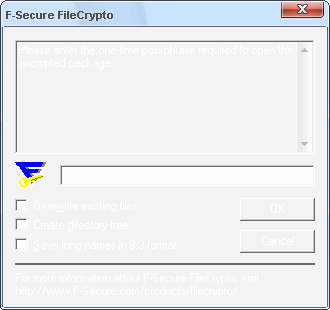 F-Secure FileCrypto
Please enter the one-time passphrase required to open the
encrypted package.
Overwrite existing files
Create directory tree
Save long names in 8.3 format
OK
Cancel
For more information about F-Secure FileCrypto, visit
http://www.F-Secure.com/products/filecrypto/